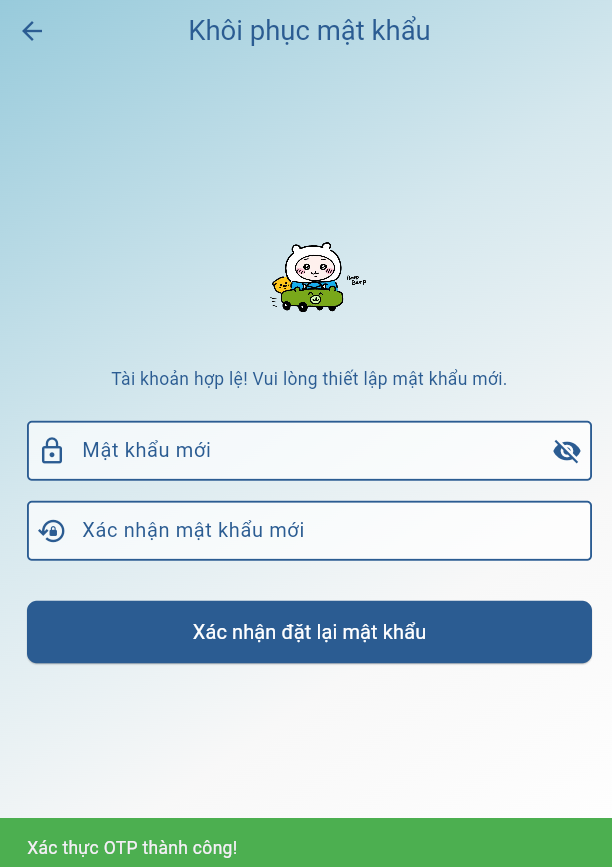 Khôi phục mật khẩu
Tài khoản hợp lệ! Vui lòng thiết lập mật khẩu mới.
Mật khẩu mới
Xác nhận mật khẩu mới
Xác nhận đặt lại mật khẩu
Xác thực OTP thành công!